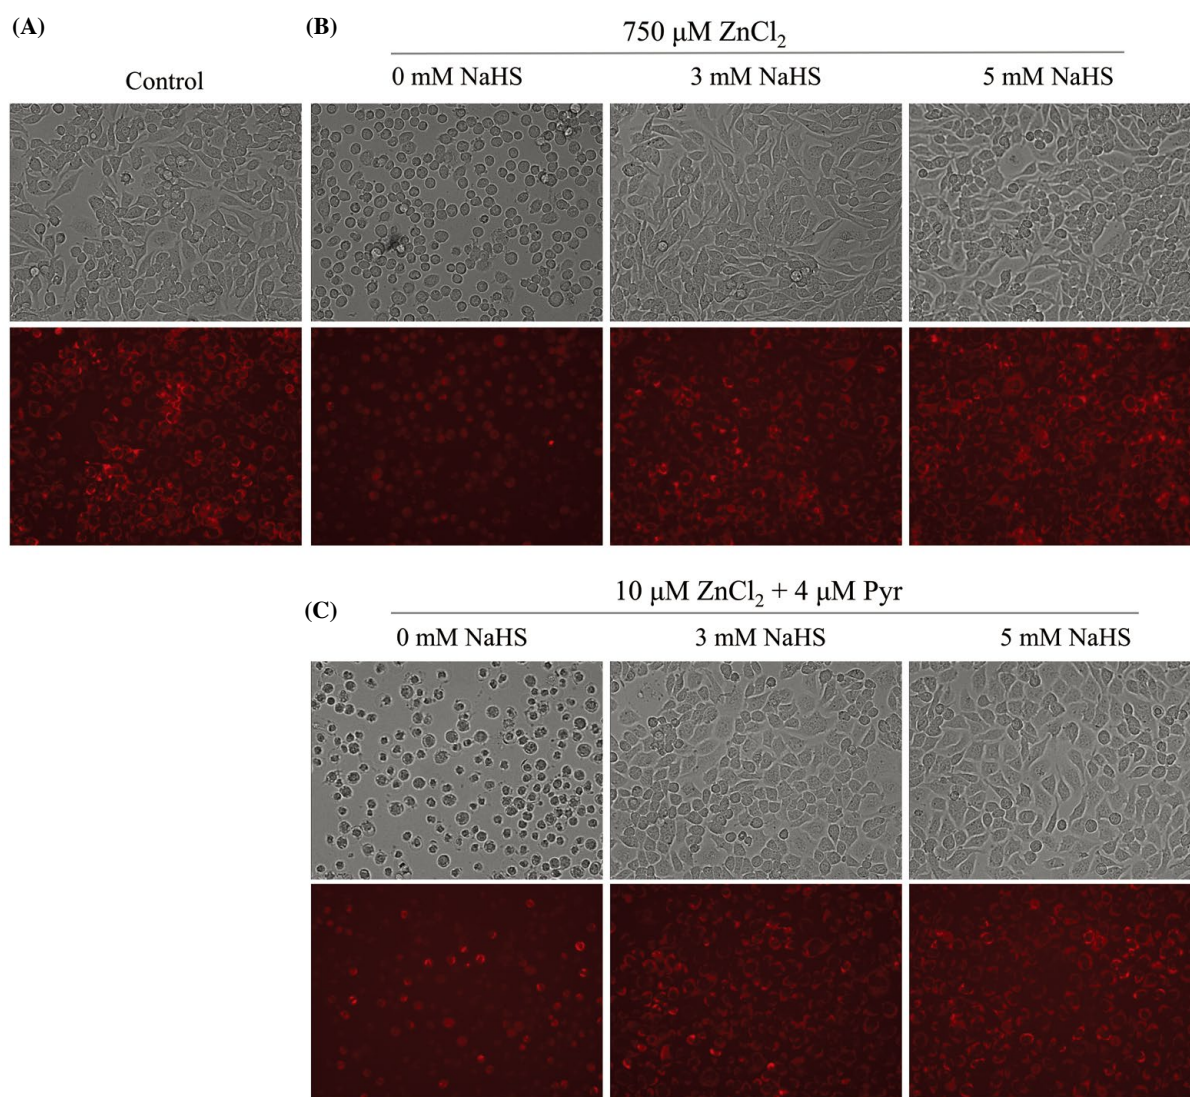 (A)
(B)
750 μM ZnCl₂
Control
0 mM NaHS
3 mM NaHS
5 mM NaHS
(C)
10 μM ZnCl₂ + 4 μM Pyr
0 mM NaHS
3 mM NaHS
5 mM NaHS